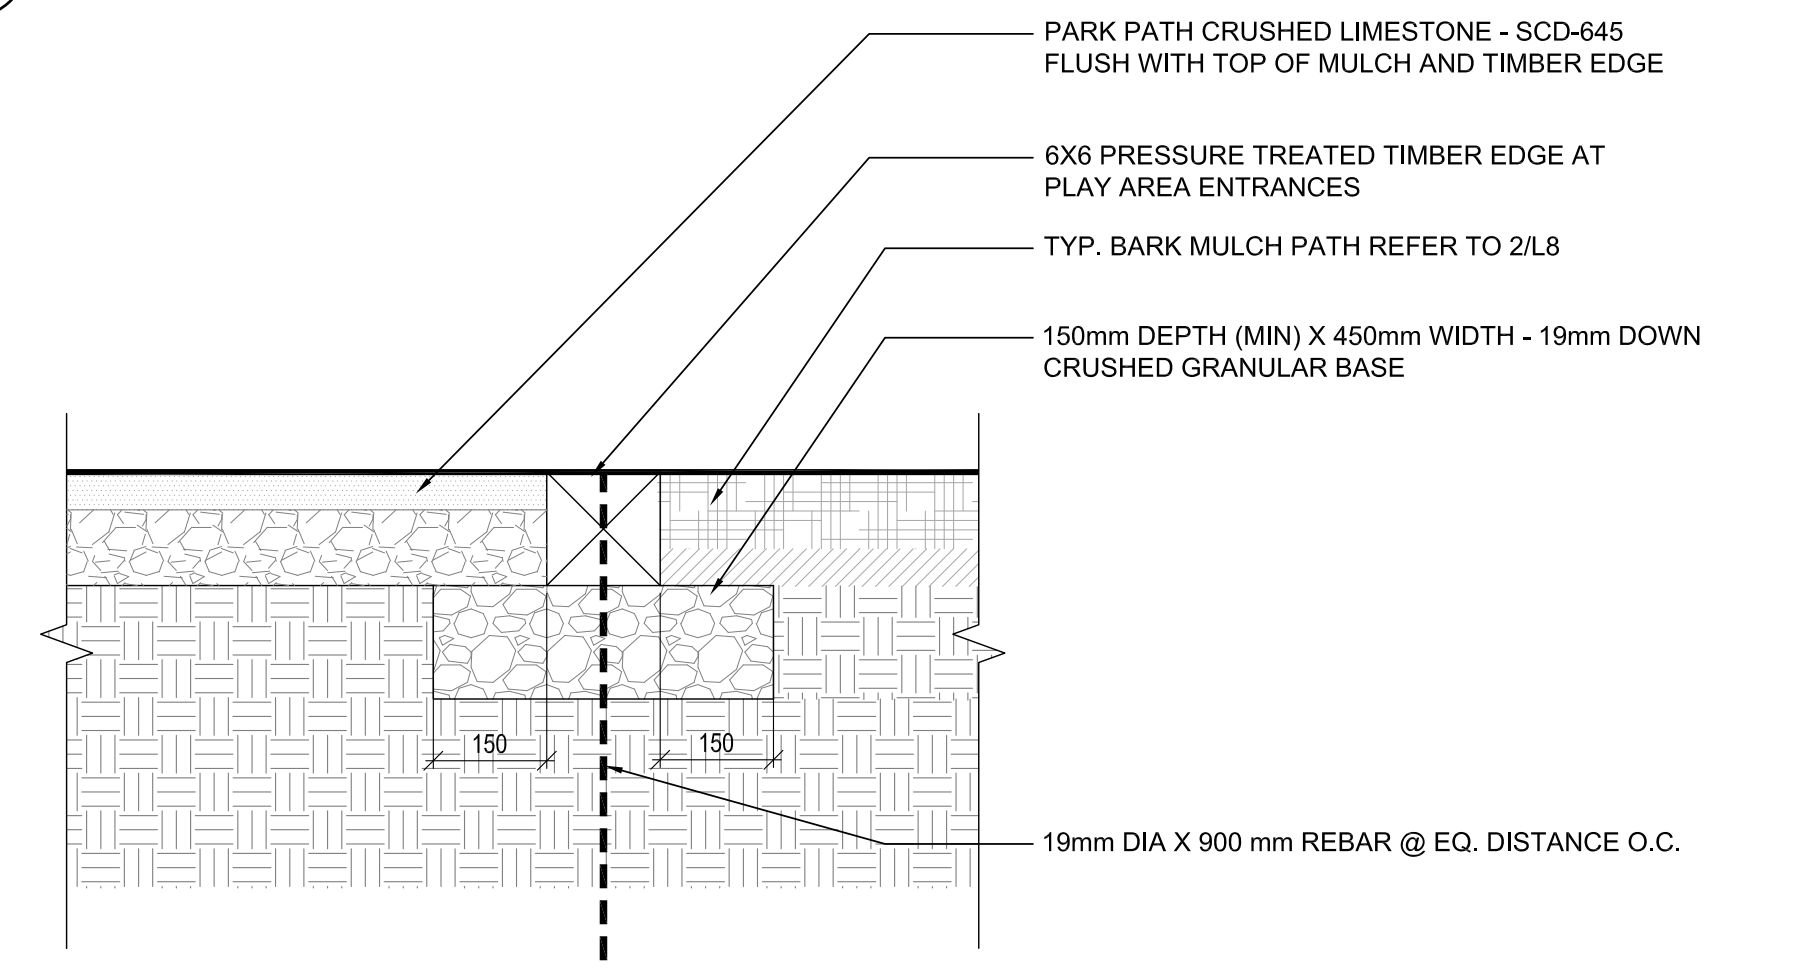 PARK PATH CRUSHED LIMESTONE - SCD-645
FLUSH WITH TOP OF MULCH AND TIMBER EDGE
6X6 PRESSURE TREATED TIMBER EDGE AT
PLAY AREA ENTRANCES
TYP. BARK MULCH PATH REFER TO 2/L8
150mm DEPTH (MIN) X 450mm WIDTH - 19mm DOWN
CRUSHED GRANULAR BASE
150
150
19mm DIA X 900 mm REBAR @ EQ. DISTANCE O.C.